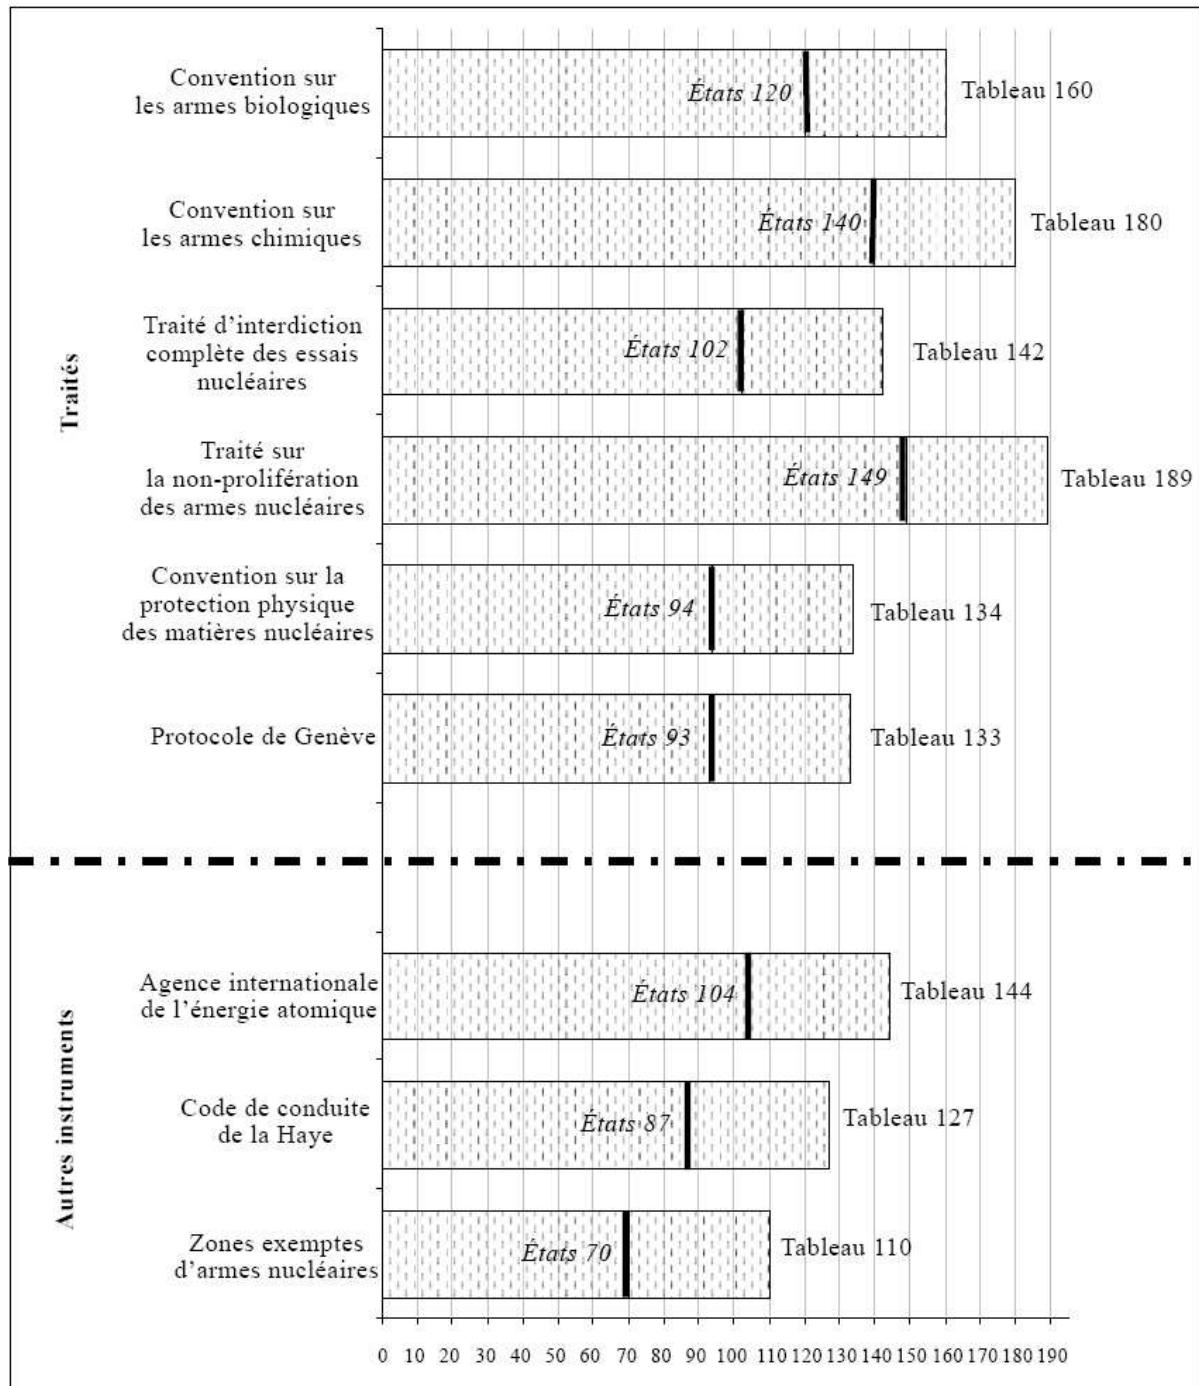 Traités
Convention sur
les armes biologiques
États 120
Tableau 160
Convention sur
les armes chimiques
États 140
Tableau 180
Traité d'interdiction
complète des essais
nucléaires
États 102
Tableau 142
Traité sur
la non-prolifération
des armes nucléaires
États 149
Tableau 189
Convention sur la
protection physique
des matières nucléaires
États 94
Tableau 134
Protocole de Genève
États 93
Tableau 133
Autres instruments
Agence internationale
de l'énergie atomique
États 104
Tableau 144
Code de conduite
de la Haye
États 87
Tableau 127
Zones exemptes
d'armes nucléaires
États 70
Tableau 110
0 10 20 30 40 50 60 70 80 90 100 110 120 130 140 150 160 170 180 190